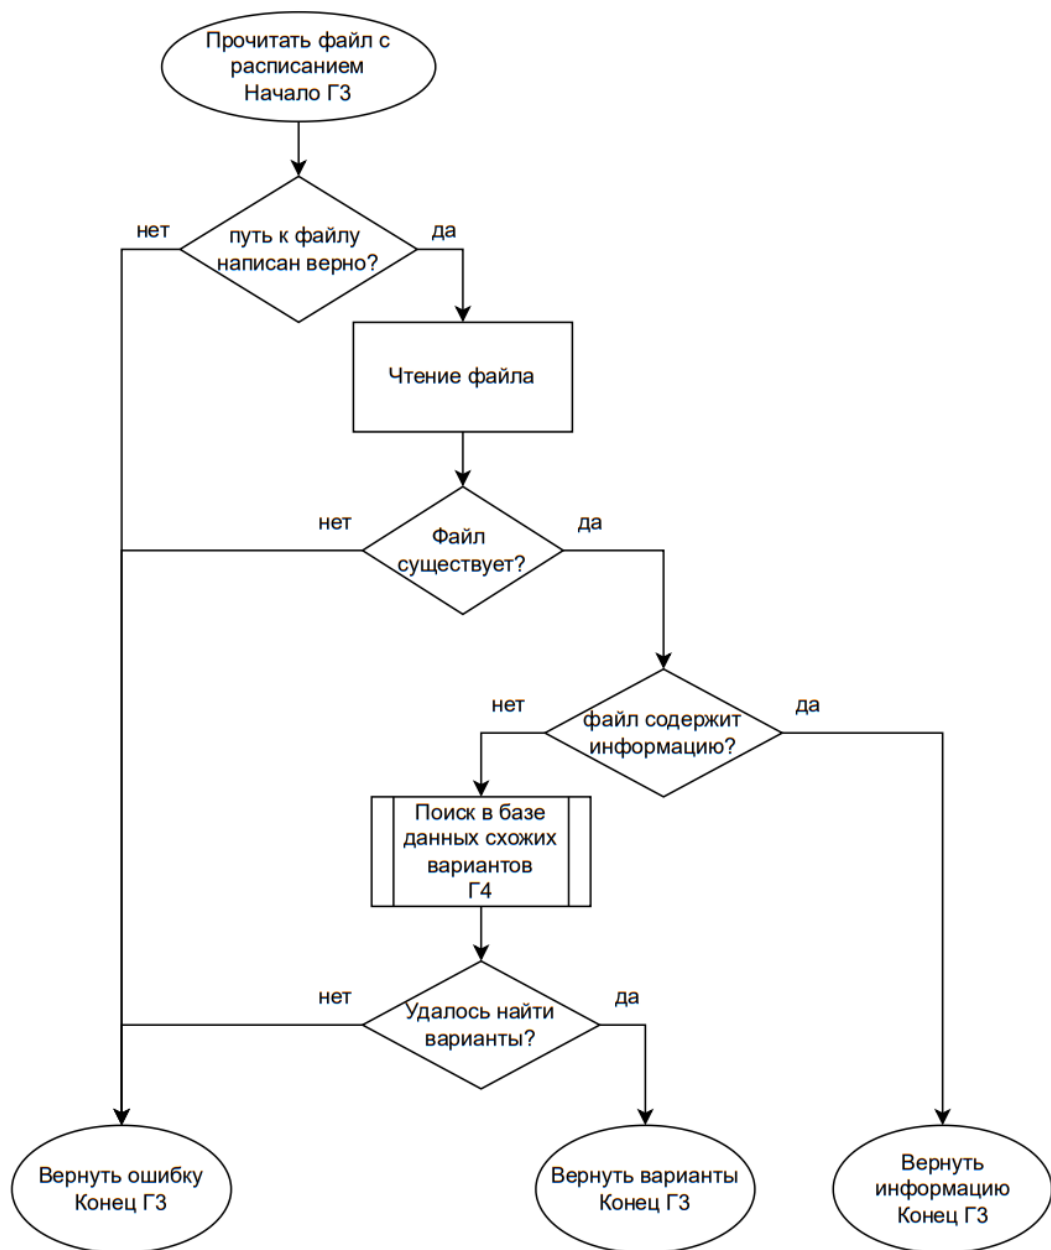 Прочитать файл с
расписанием
Начало Г3
нет
да
путь к файлу
написан верно?
Чтение файла
нет
да
Файл
существует?
нет
да
файл содержит
информацию?
Поиск в базе
данных схожих
вариантов
Г4
нет
да
Удалось найти
варианты?
Вернуть ошибку
Конец Г3
Вернуть варианты
Конец Г3
Вернуть
информацию
Конец Г3